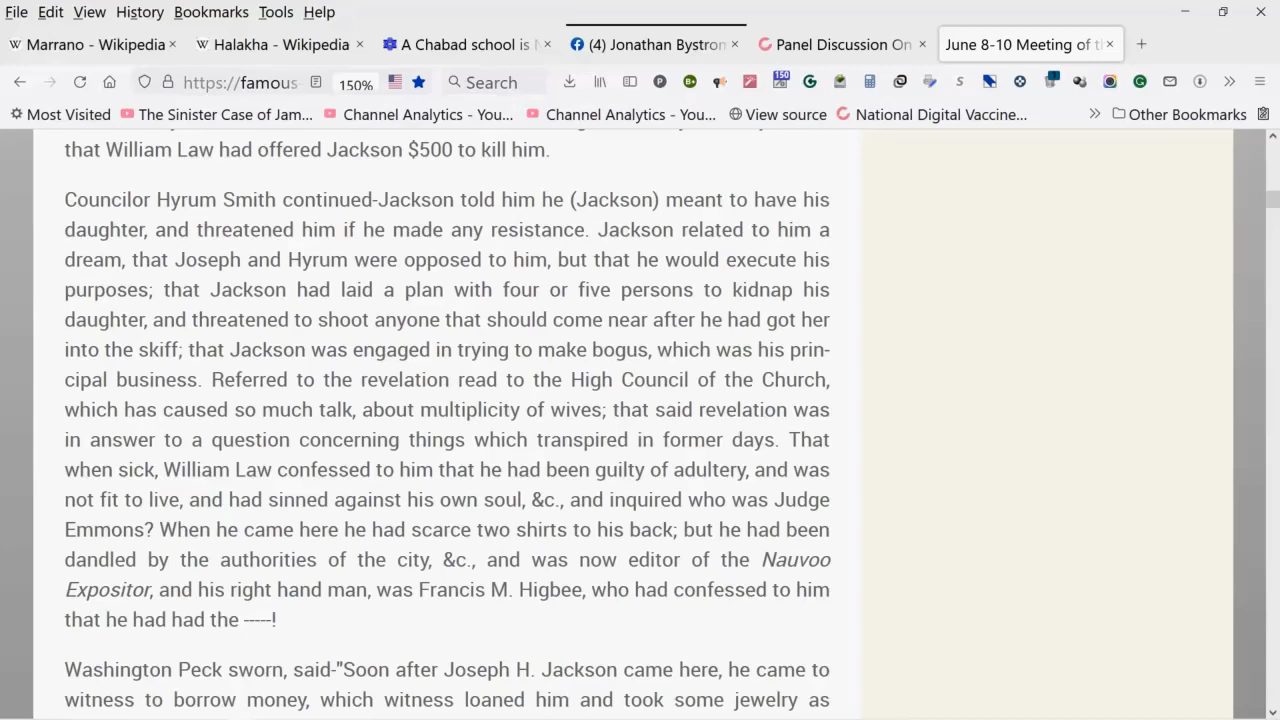 File Edit View History Bookmarks Tools Help
Marrano - Wikipedia × Halakha - Wikipedia × A Chabad school is × (4) Jonathan Bystron × Panel Discussion On × June 8-10 Meeting of t ×
https://famous- 150% Search 150
Most Visited The Sinister Case of Jam... Channel Analytics - You... Channel Analytics - You... View source National Digital Vaccine... Other Bookmarks
that William Law had offered Jackson $500 to kill him.
Councilor Hyrum Smith continued-Jackson told him he (Jackson) meant to have his
daughter, and threatened him if he made any resistance. Jackson related to him a
dream, that Joseph and Hyrum were opposed to him, but that he would execute his
purposes; that Jackson had laid a plan with four or five persons to kidnap his
daughter, and threatened to shoot anyone that should come near after he had got her
into the skiff; that Jackson was engaged in trying to make bogus, which was his prin-
cipal business. Referred to the revelation read to the High Council of the Church,
which has caused so much talk, about multiplicity of wives; that said revelation was
in answer to a question concerning things which transpired in former days. That
when sick, William Law confessed to him that he had been guilty of adultery, and was
not fit to live, and had sinned against his own soul, &c., and inquired who was Judge
Emmons? When he came here he had scarce two shirts to his back; but he had been
dandled by the authorities of the city, &c., and was now editor of the Nauvoo
Expositor, and his right hand man, was Francis M. Higbee, who had confessed to him
that he had had the -----!
Washington Peck sworn, said-"Soon after Joseph H. Jackson came here, he came to
witness to borrow money, which witness loaned him and took some jewelry as